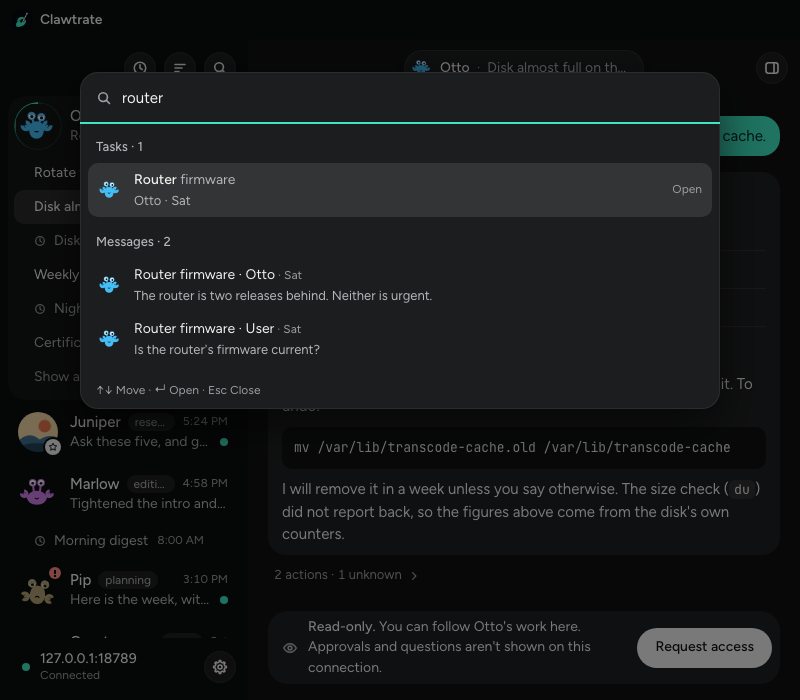 Clawtrate
Otto · Disk almost full on th...
router
cache.
Tasks · 1
Router firmware
Otto · Sat
Open
Messages · 2
Router firmware · Otto · Sat
The router is two releases behind. Neither is urgent.
Router firmware · User · Sat
Is the router's firmware current?
↑↓ Move · ↵ Open · Esc Close
Rotate
Disk alm
Disk
Weekly
Nigh
Certific
Show a
Juniper rese... 5:24 PM
Ask these five, and g...
Marlow editi... 4:58 PM
Tightened the intro and...
Morning digest 8:00 AM
Pip planning 3:10 PM
Here is the week, wit...
127.0.0.1:18789
Connected
it. To
mv /var/lib/transcode-cache.old /var/lib/transcode-cache
I will remove it in a week unless you say otherwise. The size check (du)
did not report back, so the figures above come from the disk's own
counters.
2 actions · 1 unknown
Read-only. You can follow Otto's work here.
Approvals and questions aren't shown on this
connection.
Request access